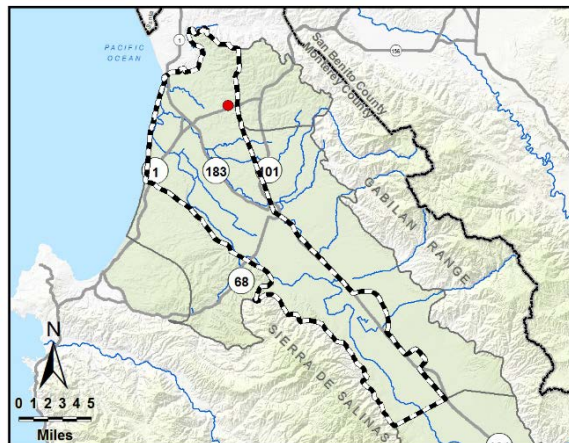 PACIFIC
OCEAN
1
156
San Benito County
Monterey County
1
183
101
GABILAN RANGE
68
SIERRA DE SALINAS
N
0 1 2 3 4 5
Miles